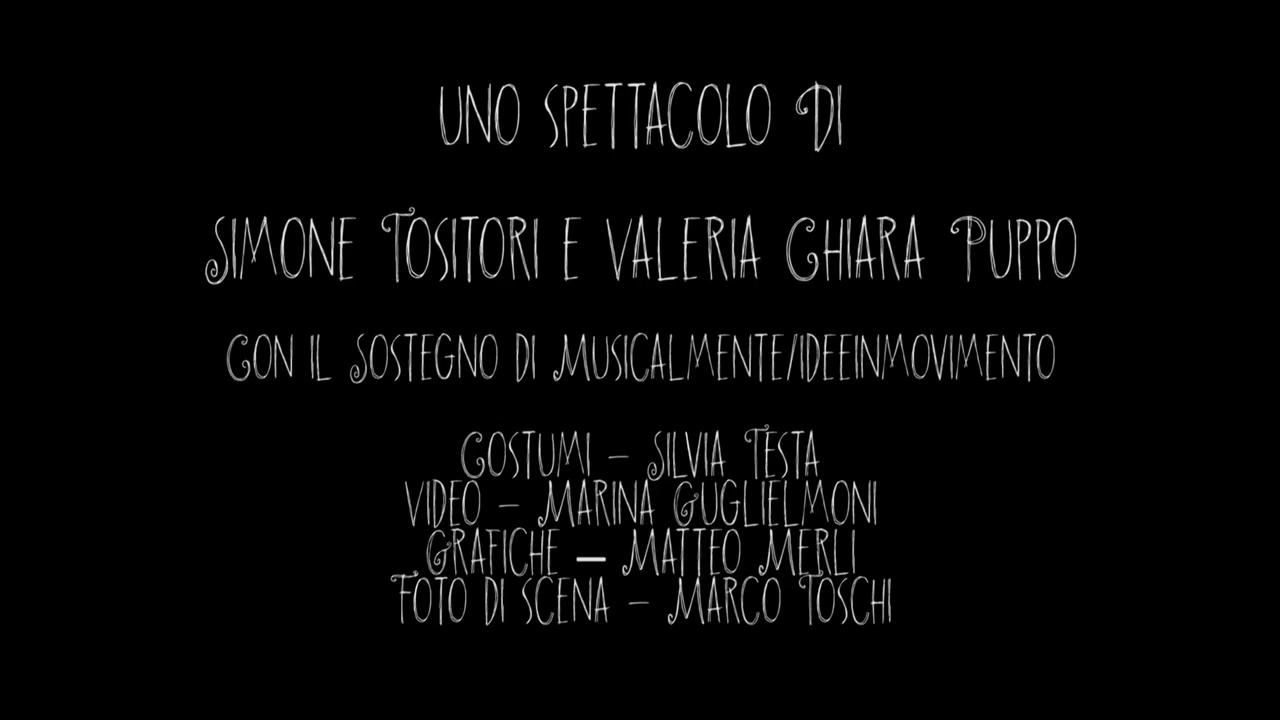 UNO SPETTACOLO DI
SIMONE TOSITORI E VALERIA CHIARA PUPPO
CON IL SOSTEGNO DI MUSICALMENTE/IDEEINMOVIMENTO
COSTUMI – SILVIA TESTA
VIDEO – MARINA GUGLIELMONI
GRAFICHE – MATTEO MERLI
FOTO DI SCENA – MARCO TOSCHI